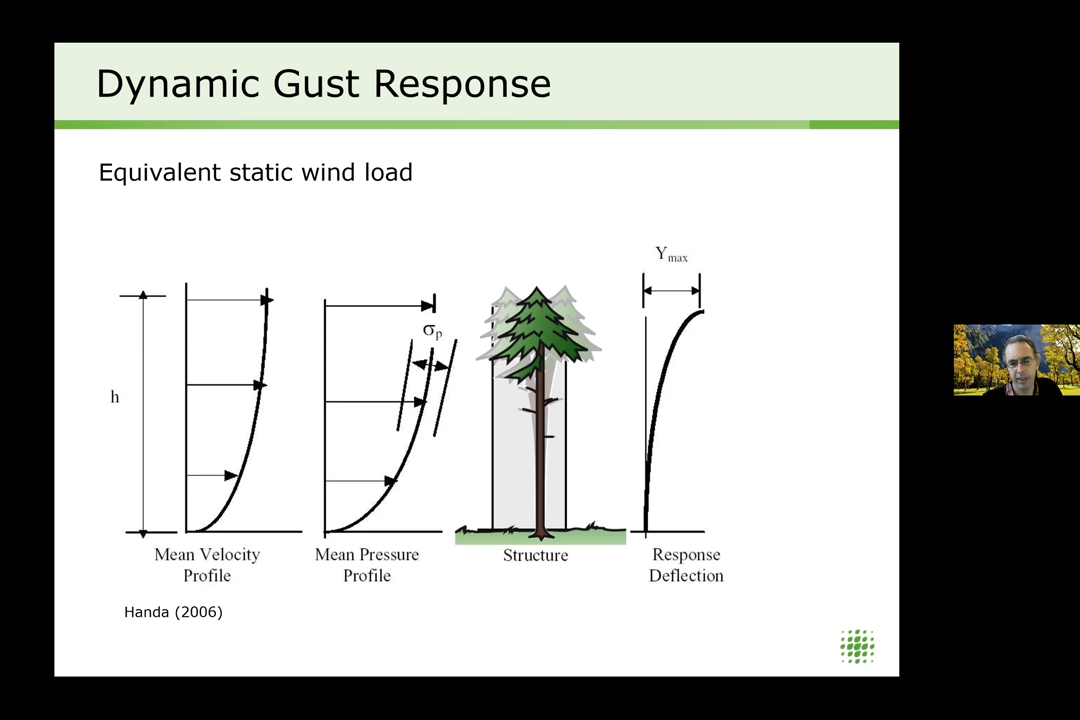 Dynamic Gust Response
Equivalent static wind load
Y max
σp
h
Mean Velocity
Profile
Mean Pressure
Profile
Structure
Response
Deflection
Handa (2006)